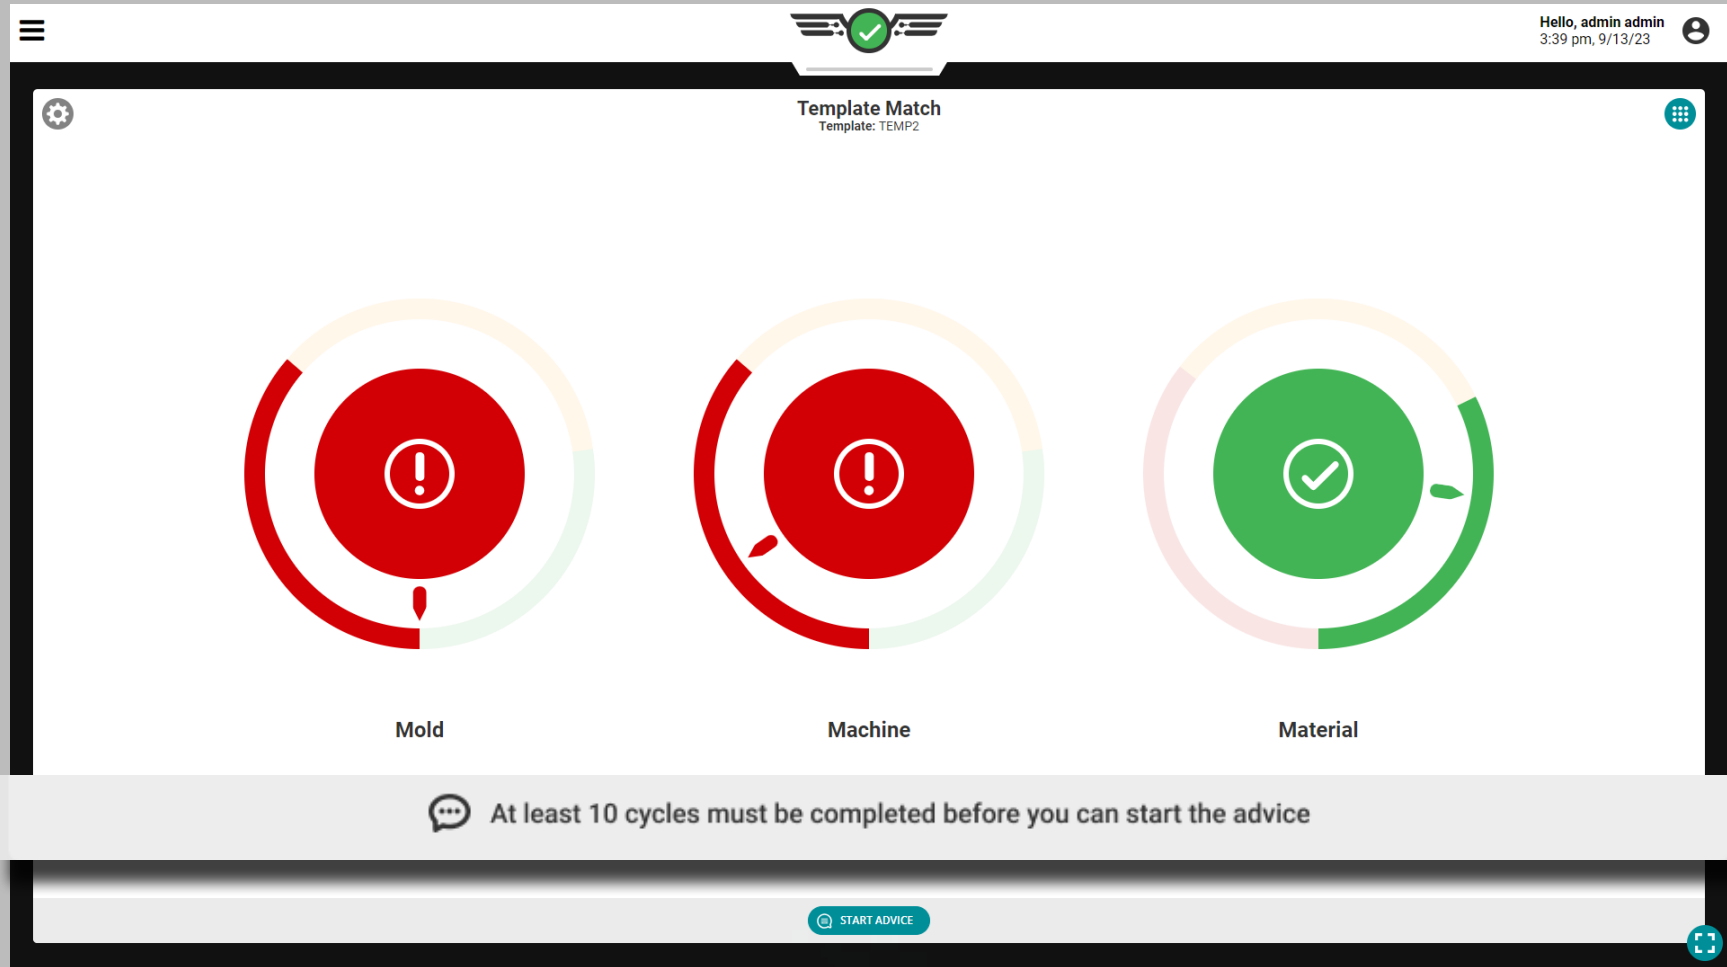 Hello, admin admin
3:39 pm, 9/13/23
Template Match
Template: TEMP2
Mold
Machine
Material
At least 10 cycles must be completed before you can start the advice
START ADVICE